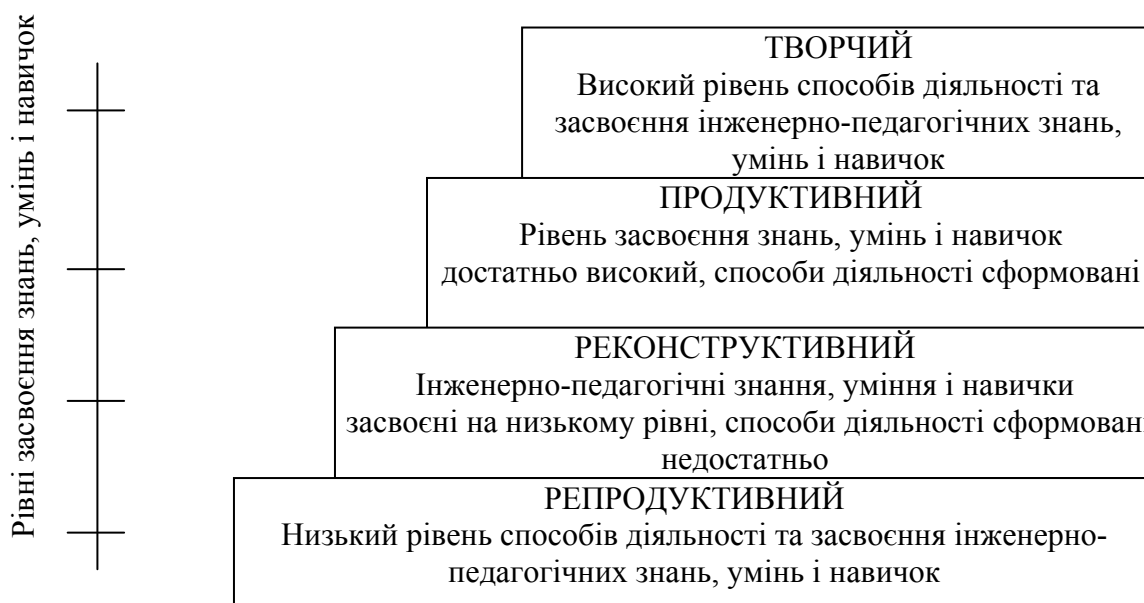 Рівні засвоєння знань, умінь і навичок
ТВОРЧИЙ
Високий рівень способів діяльності та
засвоєння інженерно-педагогічних знань,
умінь і навичок
ПРОДУКТИВНИЙ
Рівень засвоєння знань, умінь і навичок
достатньо високий, способи діяльності сформовані
РЕКОНСТРУКТИВНИЙ
Інженерно-педагогічні знання, уміння і навички
засвоєні на низькому рівні, способи діяльності сформовані
недостатньо
РЕПРОДУКТИВНИЙ
Низький рівень способів діяльності та засвоєння інженерно-
педагогічних знань, умінь і навичок